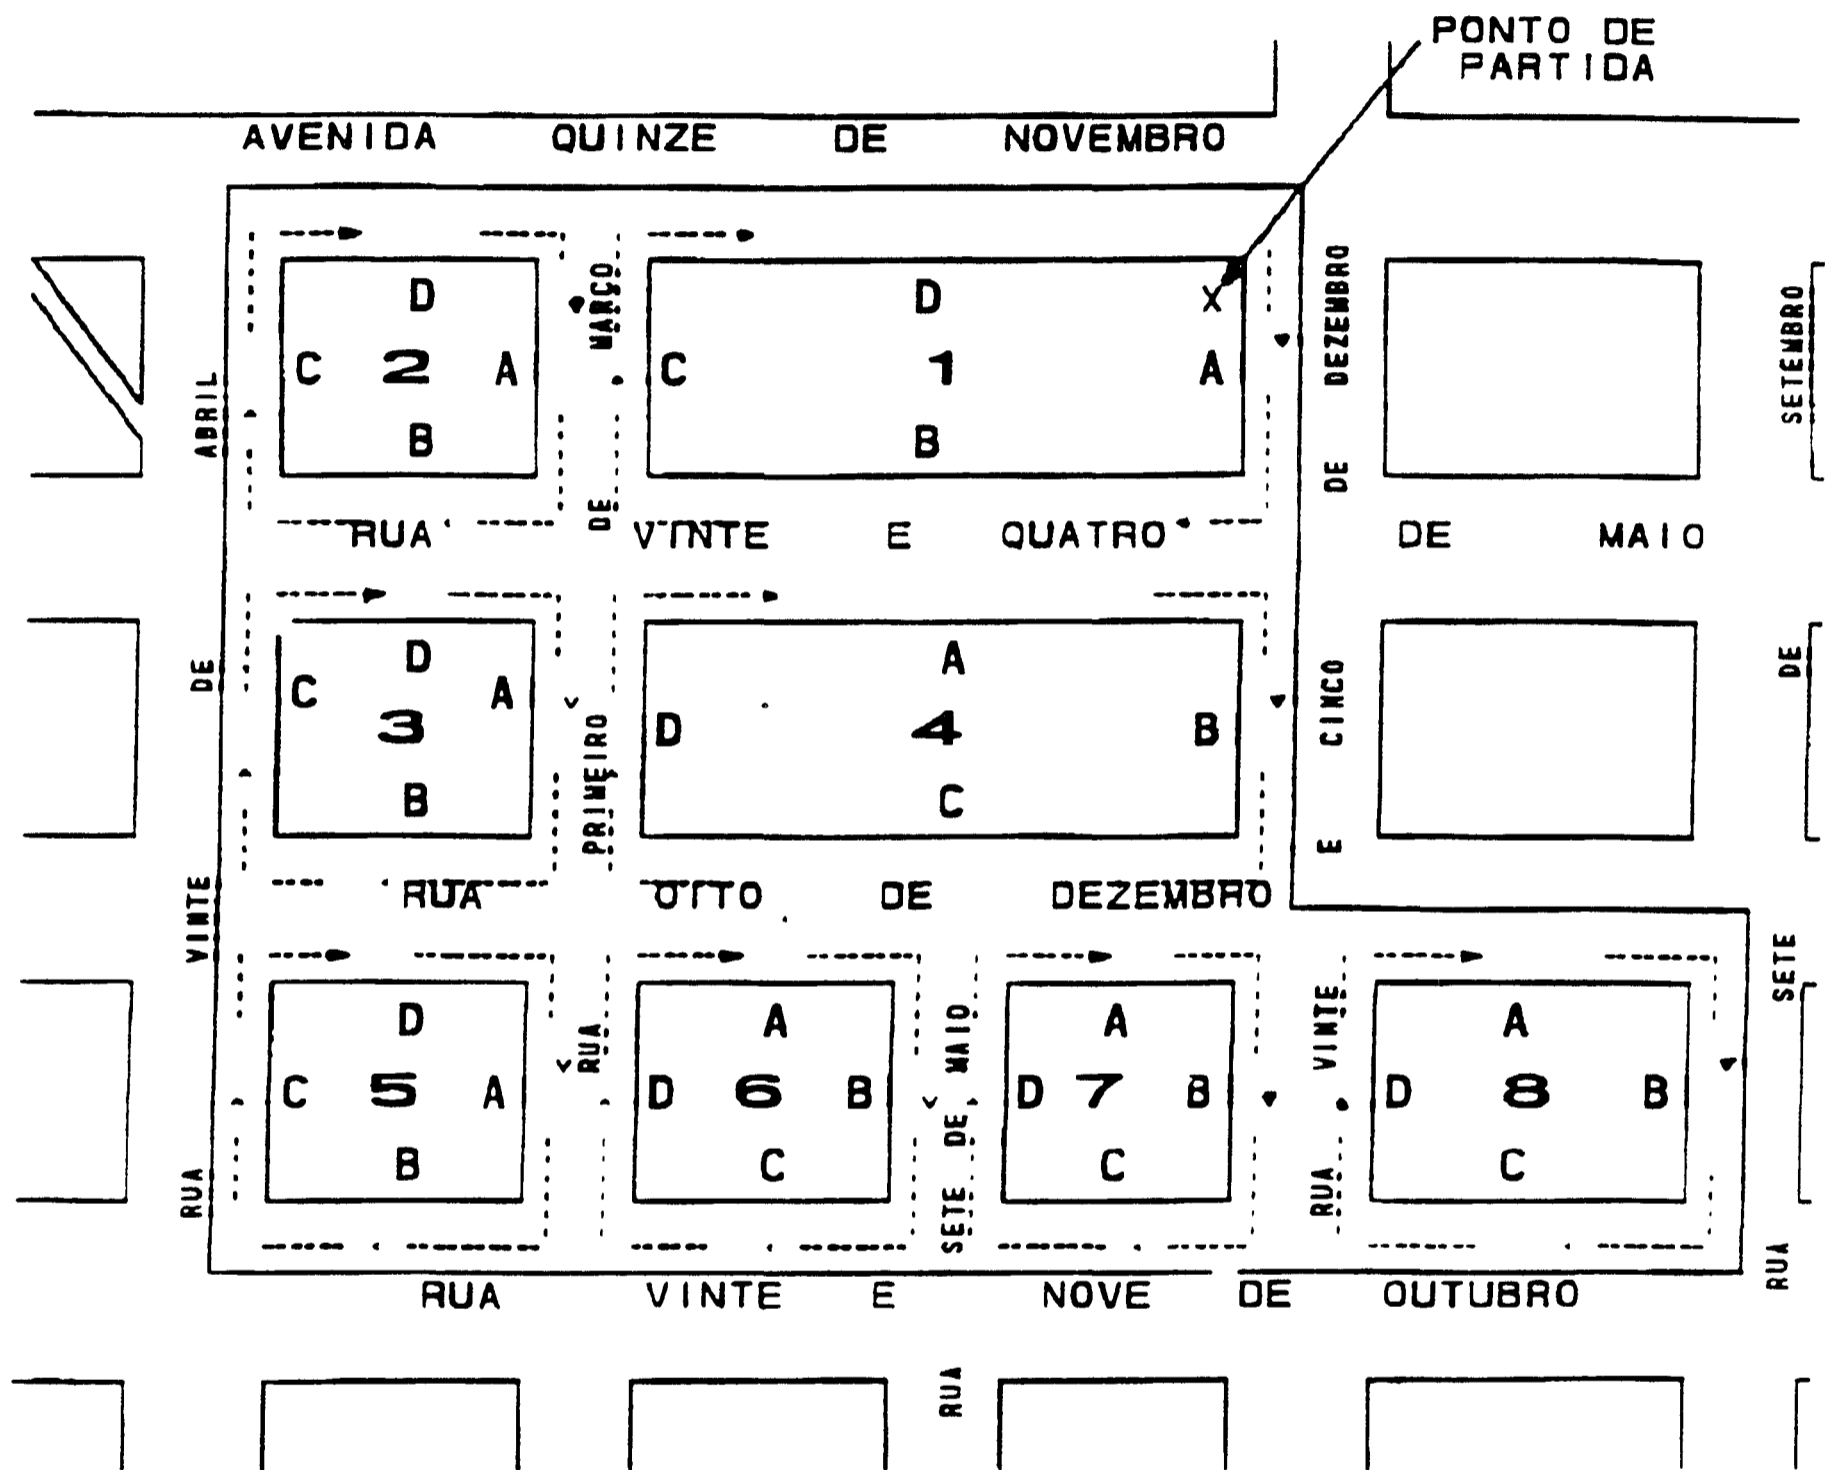 PONTO DE
PARTIDA
AVENIDA QUINZE DE NOVEMBRO
D
C 2 A
B
D X
C 1 A
B
RUA VINTE E QUATRO DE MAIO
D
C 3 A
B
A
D 4 B
C
RUA OITO DE DEZEMBRO
D
C 5 A
B
A
D 6 B
C
A
D 7 B
C
A
D 8 B
C
RUA VINTE E NOVE DE OUTUBRO
RUA VINTE DE ABRIL
RUA PRIMEIRO DE MARÇO
RUA SETE DE MAIO
RUA VINTE E CINCO DE DEZEMBRO
RUA SETE DE SETEMBRO